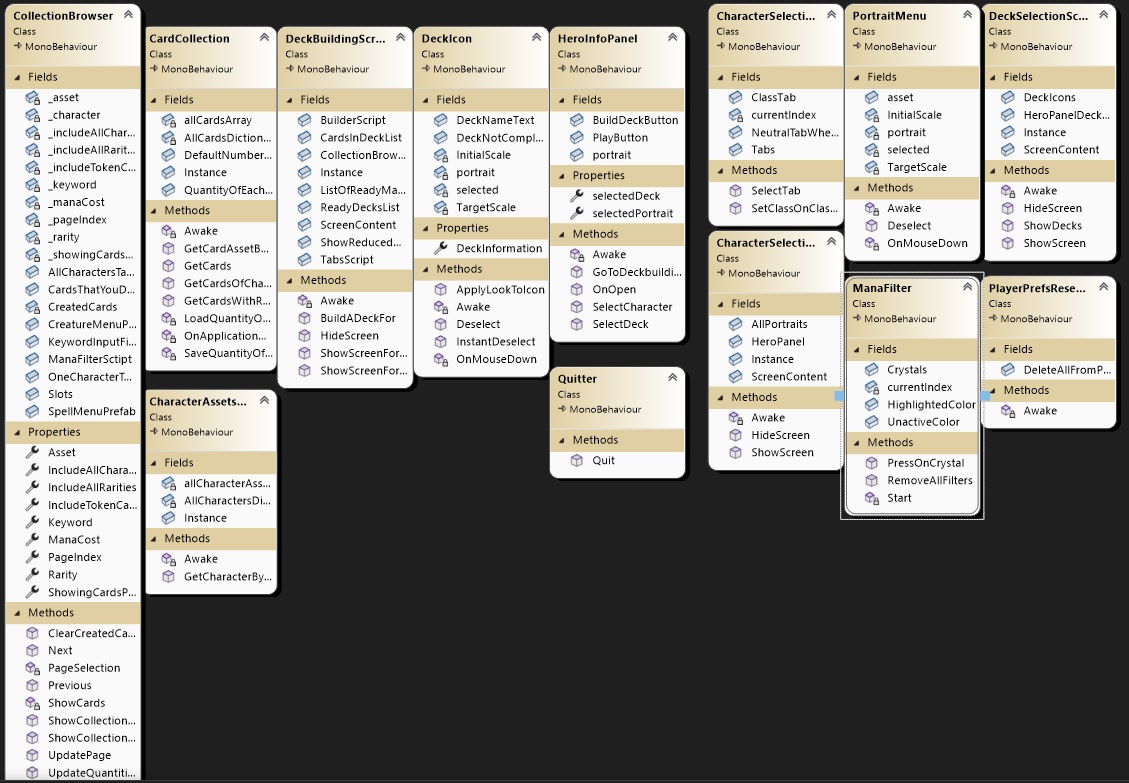 CollectionBrowser
Class
MonoBehaviour
Fields
_asset
_character
_includeAllChar...
_includeAllRarit...
_includeTokenC...
_keyword
_manaCost
_pageIndex
_rarity
_showingCards...
AllCharactersTa...
CardsThatYouD...
CreatedCards
CreatureMenuP...
KeywordInputFi...
ManaFilterSctipt
OneCharacterT...
Slots
SpellMenuPrefab
Properties
Asset
IncludeAllChara...
IncludeAllRarities
IncludeTokenCa...
Keyword
ManaCost
PageIndex
Rarity
ShowingCardsP...
Methods
ClearCreatedCa...
Next
PageSelection
Previous
ShowCards
ShowCollection...
ShowCollection...
UpdatePage
UpdateQuantiti...
CardCollection
Class
MonoBehaviour
Fields
allCardsArray
AllCardsDiction...
DefaultNumber...
Instance
QuantityOfEach...
Methods
Awake
GetCardAssetB...
GetCards
GetCardsOfCha...
GetCardsWithR...
LoadQuantityO...
OnApplication...
SaveQuantityOf...
CharacterAssets...
Class
MonoBehaviour
Fields
allCharacterAss...
AllCharactersDi...
Instance
Methods
Awake
GetCharacterBy...
DeckBuildingScr...
Class
MonoBehaviour
Fields
BuilderScript
CardsInDeckList
CollectionBrow...
Instance
ListOfReadyMa...
ReadyDecksList
ScreenContent
ShowReduced...
TabsScript
Methods
Awake
BuildADeckFor
HideScreen
ShowScreenFor...
ShowScreenFor...
DeckIcon
Class
MonoBehaviour
Fields
DeckNameText
DeckNotCompl...
InitialScale
portrait
selected
TargetScale
Properties
DeckInformation
Methods
ApplyLookToIcon
Awake
Deselect
InstantDeselect
OnMouseDown
HeroInfoPanel
Class
MonoBehaviour
Fields
BuildDeckButton
PlayButton
portrait
Properties
selectedDeck
selectedPortrait
Methods
Awake
GoToDeckbuildi...
OnOpen
SelectCharacter
SelectDeck
Quitter
Class
MonoBehaviour
Methods
Quit
CharacterSelecti...
Class
MonoBehaviour
Fields
ClassTab
currentIndex
NeutralTabWhe...
Tabs
Methods
SelectTab
SetClassOnClas...
CharacterSelecti...
Class
MonoBehaviour
Fields
AllPortraits
HeroPanel
Instance
ScreenContent
Methods
Awake
HideScreen
ShowScreen
PortraitMenu
Class
MonoBehaviour
Fields
asset
InitialScale
portrait
selected
TargetScale
Methods
Awake
Deselect
OnMouseDown
ManaFilter
Class
MonoBehaviour
Fields
Crystals
currentIndex
HighlightedColor
UnactiveColor
Methods
PressOnCrystal
RemoveAllFilters
Start
DeckSelectionSc...
Class
MonoBehaviour
Fields
DeckIcons
HeroPanelDeck...
Instance
ScreenContent
Methods
Awake
HideScreen
ShowDecks
ShowScreen
PlayerPrefsRese...
Class
MonoBehaviour
Fields
DeleteAllFromP...
Methods
Awake